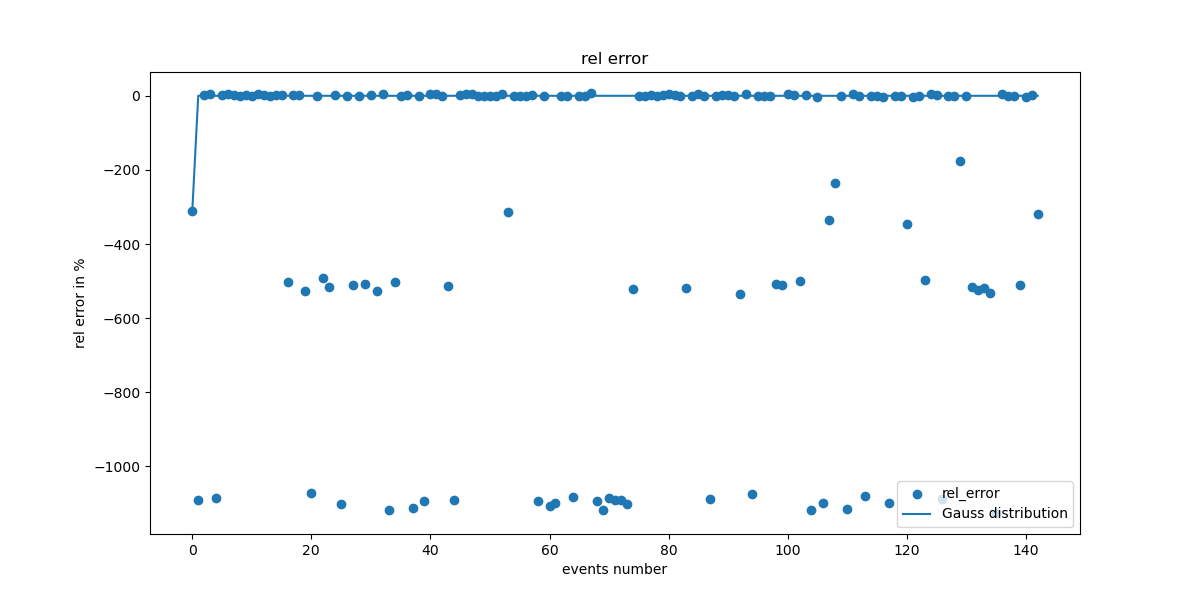 rel error
0
−200
−400
−600
−800
−1000
rel error in %
0
20
40
60
80
100
120
140
events number
rel_error
Gauss distribution